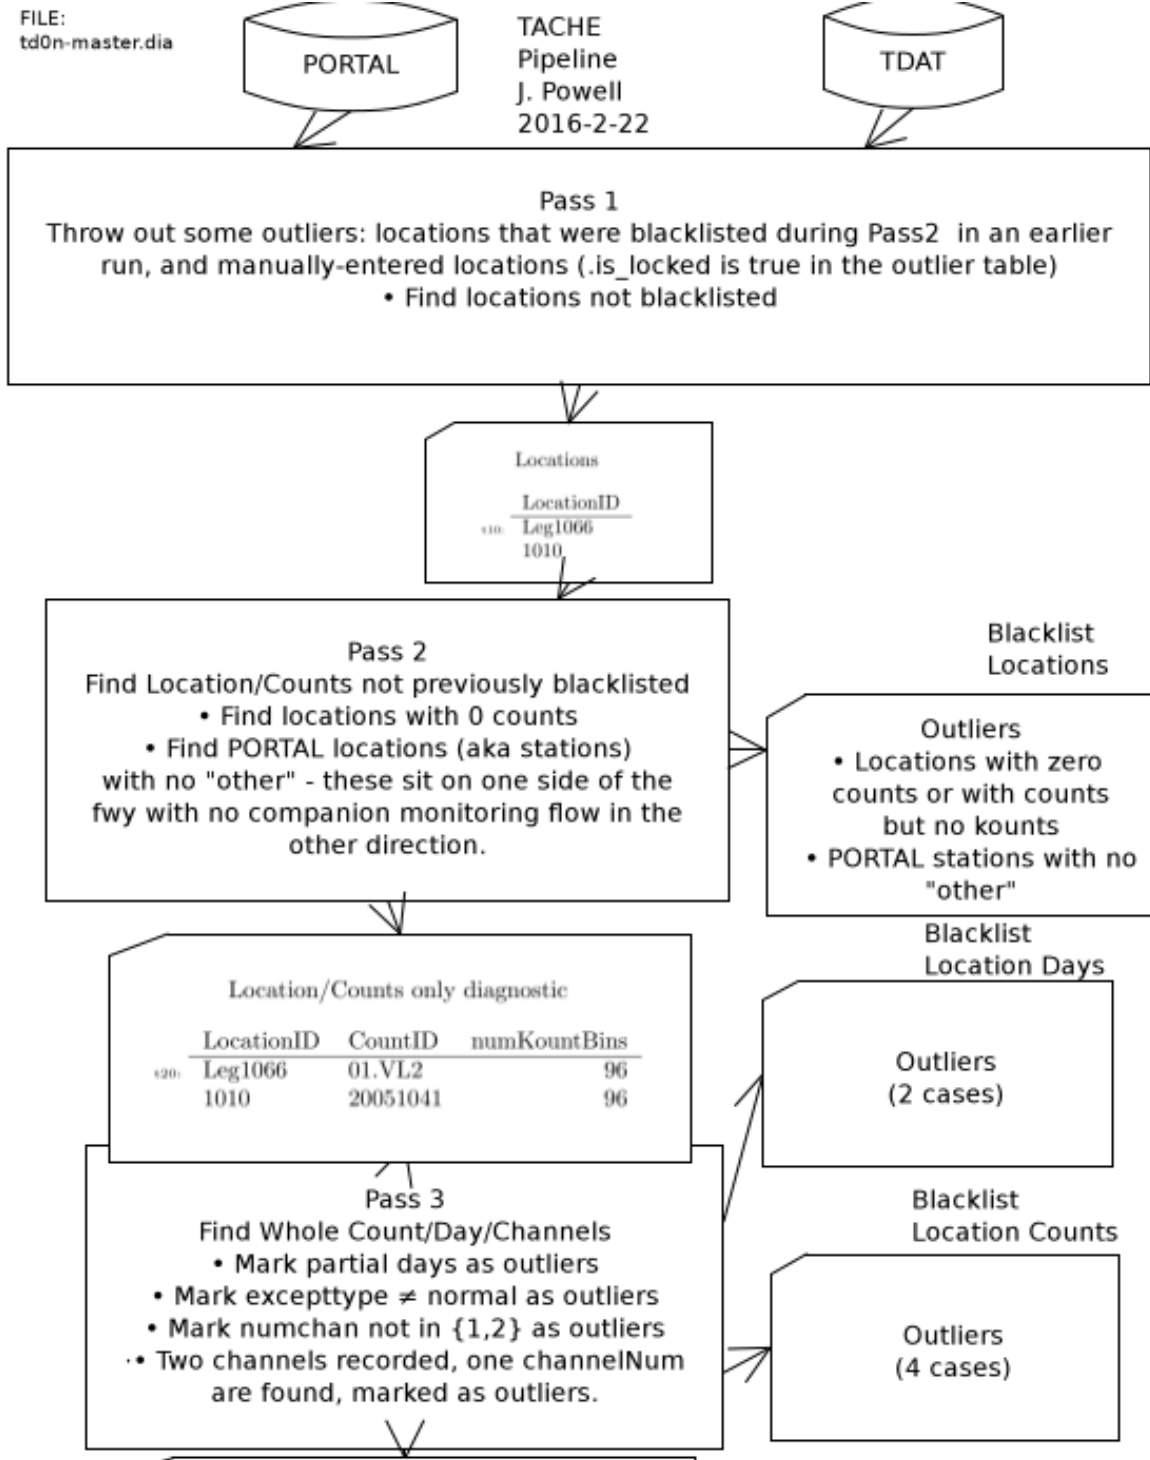 FILE:
td0n-master.dia
PORTAL
TACHE
Pipeline
J. Powell
2016-2-22
TDAT
Pass 1
Throw out some outliers: locations that were blacklisted during Pass2  in an earlier
run, and manually-entered locations (.is_locked is true in the outlier table)
• Find locations not blacklisted
Locations
LocationID
t10:
Leg1066
1010
Pass 2
Find Location/Counts not previously blacklisted
• Find locations with 0 counts
• Find PORTAL locations (aka stations)
with no "other" - these sit on one side of the
fwy with no companion monitoring flow in the
other direction.
Blacklist
Locations
Outliers
• Locations with zero
counts or with counts
but no kounts
• PORTAL stations with no
"other"
Location/Counts only diagnostic
LocationID CountID numKountBins
t20: Leg1066 01.VL2 96
1010 20051041 96
Blacklist
Location Days
Outliers
(2 cases)
Pass 3
Find Whole Count/Day/Channels
• Mark partial days as outliers
• Mark excepttype ≠ normal as outliers
• Mark numchan not in {1,2} as outliers
·• Two channels recorded, one channelNum
are found, marked as outliers.
Blacklist
Location Counts
Outliers
(4 cases)